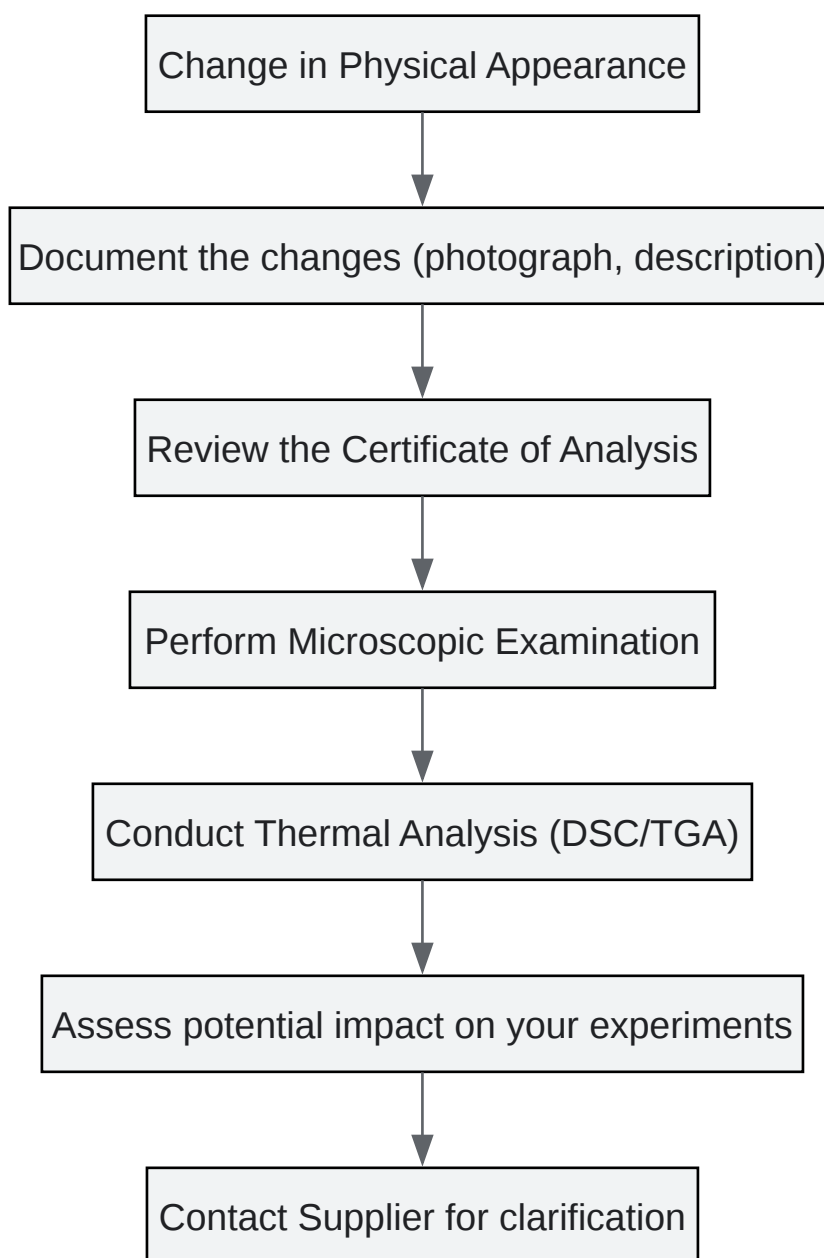 Change in Physical Appearance
Document the changes (photograph, description)
Review the Certificate of Analysis
Perform Microscopic Examination
Conduct Thermal Analysis (DSC/TGA)
Assess potential impact on your experiments
Contact Supplier for clarification